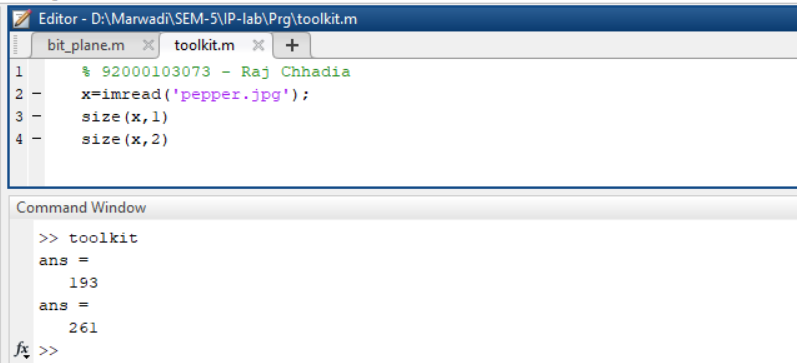 Editor - D:\Marwadi\SEM-5\IP-lab\Prg\toolkit.m
bit_plane.m × toolkit.m × +
1 % 92000103073 - Raj Chhadia
2 - x=imread('pepper.jpg');
3 - size(x,1)
4 - size(x,2)
Command Window
>> toolkit
ans =
193
ans =
261
fx >>